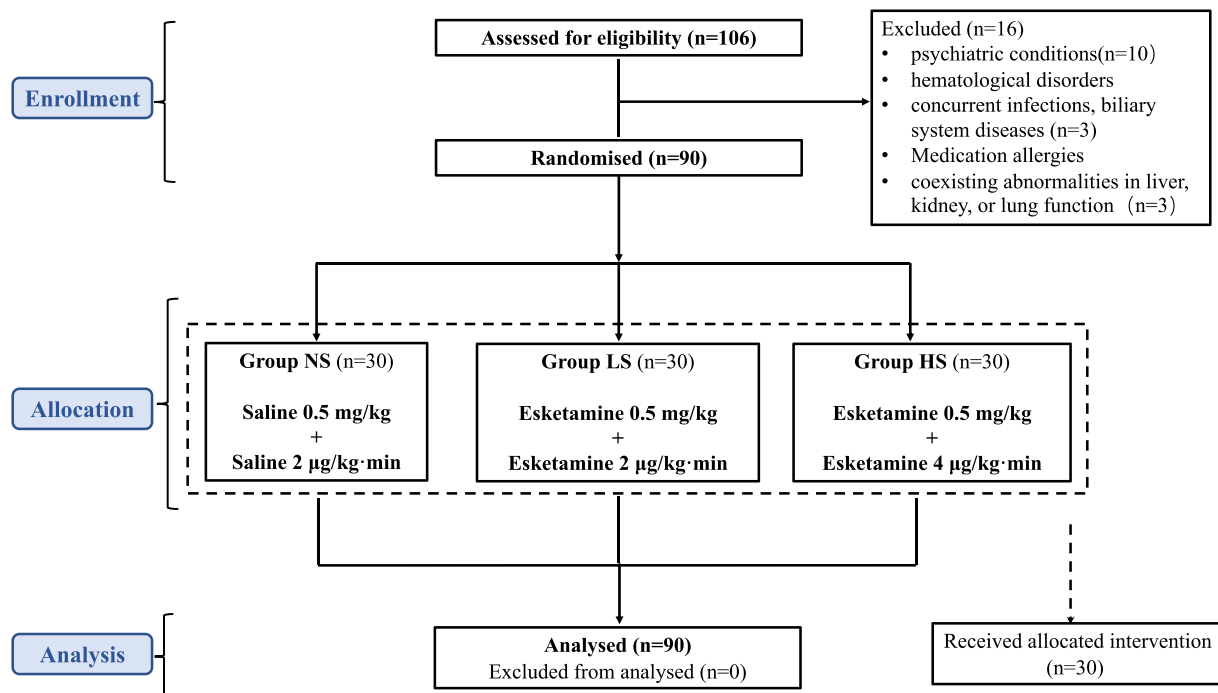 Assessed for eligibility (n=106)
Excluded (n=16)
• psychiatric conditions(n=10）
• hematological disorders
• concurrent infections, biliary
system diseases (n=3)
• Medication allergies
• coexisting abnormalities in liver,
kidney, or lung function（n=3）
Enrollment
Randomised (n=90)
Allocation
Group NS (n=30)
Saline 0.5 mg/kg
+
Saline 2 μg/kg·min
Group LS (n=30)
Esketamine 0.5 mg/kg
+
Esketamine 2 μg/kg·min
Group HS (n=30)
Esketamine 0.5 mg/kg
+
Esketamine 4 μg/kg·min
Analysis
Analysed (n=90)
Excluded from analysed (n=0)
Received allocated intervention
(n=30)